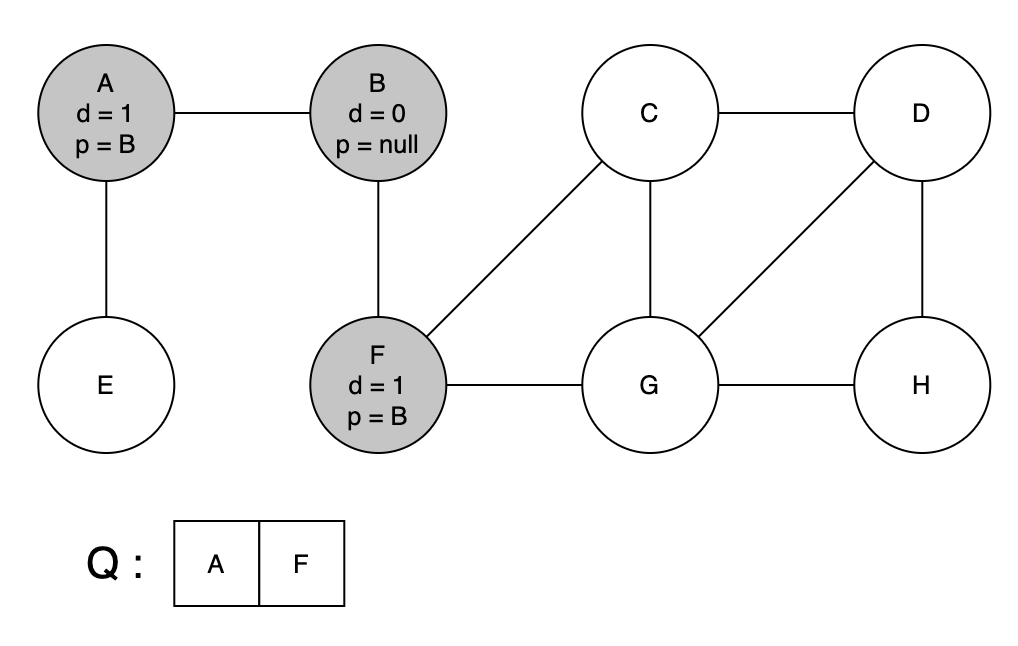 A
d = 1
p = B
B
d = 0
p = null
C
D
E
F
d = 1
p = B
G
H
Q : A F